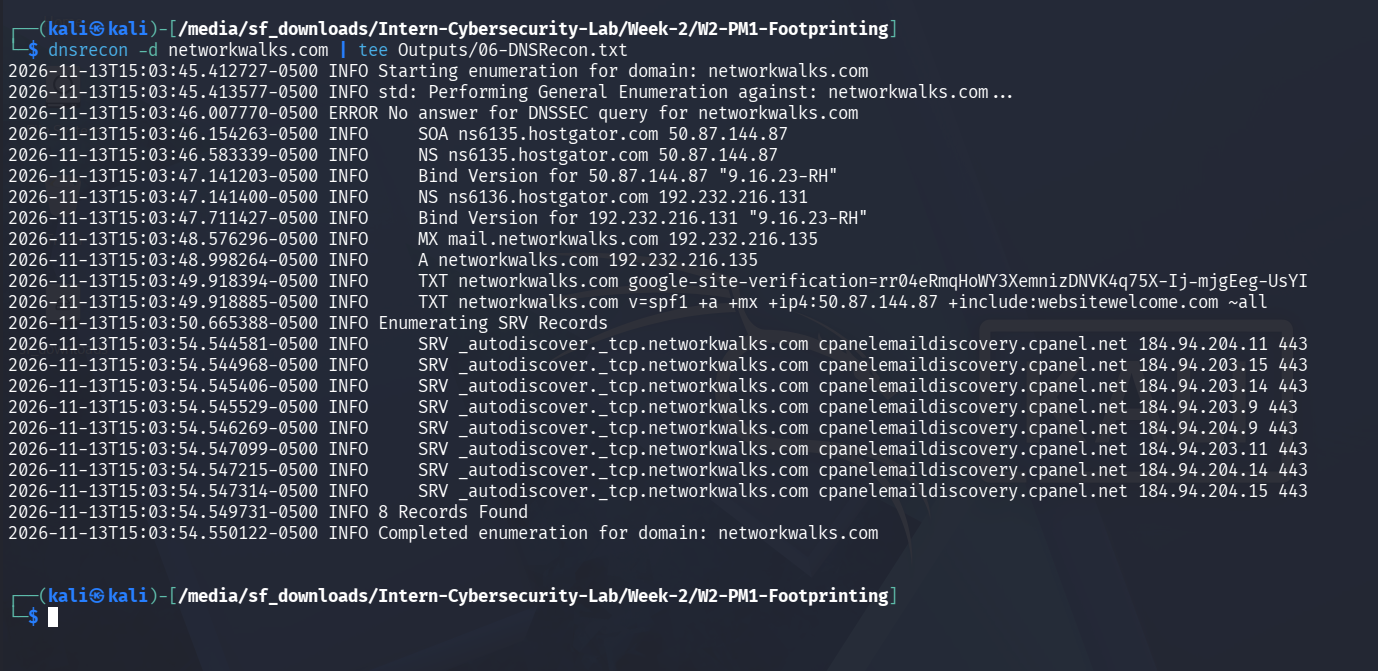 ┌──(kali㉿kali)-[/media/sf_downloads/Intern-Cybersecurity-Lab/Week-2/W2-PM1-Footprinting]
└─$ dnsrecon -d networkwalks.com | tee Outputs/06-DNSRecon.txt
2026-11-13T15:03:45.412727-0500 INFO Starting enumeration for domain: networkwalks.com
2026-11-13T15:03:45.413577-0500 INFO std: Performing General Enumeration against: networkwalks.com...
2026-11-13T15:03:46.007770-0500 ERROR No answer for DNSSEC query for networkwalks.com
2026-11-13T15:03:46.154263-0500 INFO     SOA ns6135.hostgator.com 50.87.144.87
2026-11-13T15:03:46.583339-0500 INFO     NS ns6135.hostgator.com 50.87.144.87
2026-11-13T15:03:47.141203-0500 INFO     Bind Version for 50.87.144.87 "9.16.23-RH"
2026-11-13T15:03:47.141400-0500 INFO     NS ns6136.hostgator.com 192.232.216.131
2026-11-13T15:03:47.711427-0500 INFO     Bind Version for 192.232.216.131 "9.16.23-RH"
2026-11-13T15:03:48.576296-0500 INFO     MX mail.networkwalks.com 192.232.216.135
2026-11-13T15:03:48.998264-0500 INFO     A networkwalks.com 192.232.216.135
2026-11-13T15:03:49.918394-0500 INFO     TXT networkwalks.com google-site-verification=rr04eRmqHoWY3XemnizDNVK4q75X-Ij-mjgEeg-UsYI
2026-11-13T15:03:49.918885-0500 INFO     TXT networkwalks.com v=spf1 +a +mx +ip4:50.87.144.87 +include:websitewelcome.com ~all
2026-11-13T15:03:50.665388-0500 INFO Enumerating SRV Records
2026-11-13T15:03:54.544581-0500 INFO     SRV _autodiscover._tcp.networkwalks.com cpanelemaildiscovery.cpanel.net 184.94.204.11 443
2026-11-13T15:03:54.544968-0500 INFO     SRV _autodiscover._tcp.networkwalks.com cpanelemaildiscovery.cpanel.net 184.94.203.15 443
2026-11-13T15:03:54.545406-0500 INFO     SRV _autodiscover._tcp.networkwalks.com cpanelemaildiscovery.cpanel.net 184.94.203.14 443
2026-11-13T15:03:54.545529-0500 INFO     SRV _autodiscover._tcp.networkwalks.com cpanelemaildiscovery.cpanel.net 184.94.203.9 443
2026-11-13T15:03:54.546269-0500 INFO     SRV _autodiscover._tcp.networkwalks.com cpanelemaildiscovery.cpanel.net 184.94.204.9 443
2026-11-13T15:03:54.547099-0500 INFO     SRV _autodiscover._tcp.networkwalks.com cpanelemaildiscovery.cpanel.net 184.94.203.11 443
2026-11-13T15:03:54.547215-0500 INFO     SRV _autodiscover._tcp.networkwalks.com cpanelemaildiscovery.cpanel.net 184.94.204.14 443
2026-11-13T15:03:54.547314-0500 INFO     SRV _autodiscover._tcp.networkwalks.com cpanelemaildiscovery.cpanel.net 184.94.204.15 443
2026-11-13T15:03:54.549731-0500 INFO 8 Records Found
2026-11-13T15:03:54.550122-0500 INFO Completed enumeration for domain: networkwalks.com
┌──(kali㉿kali)-[/media/sf_downloads/Intern-Cybersecurity-Lab/Week-2/W2-PM1-Footprinting]
└─$